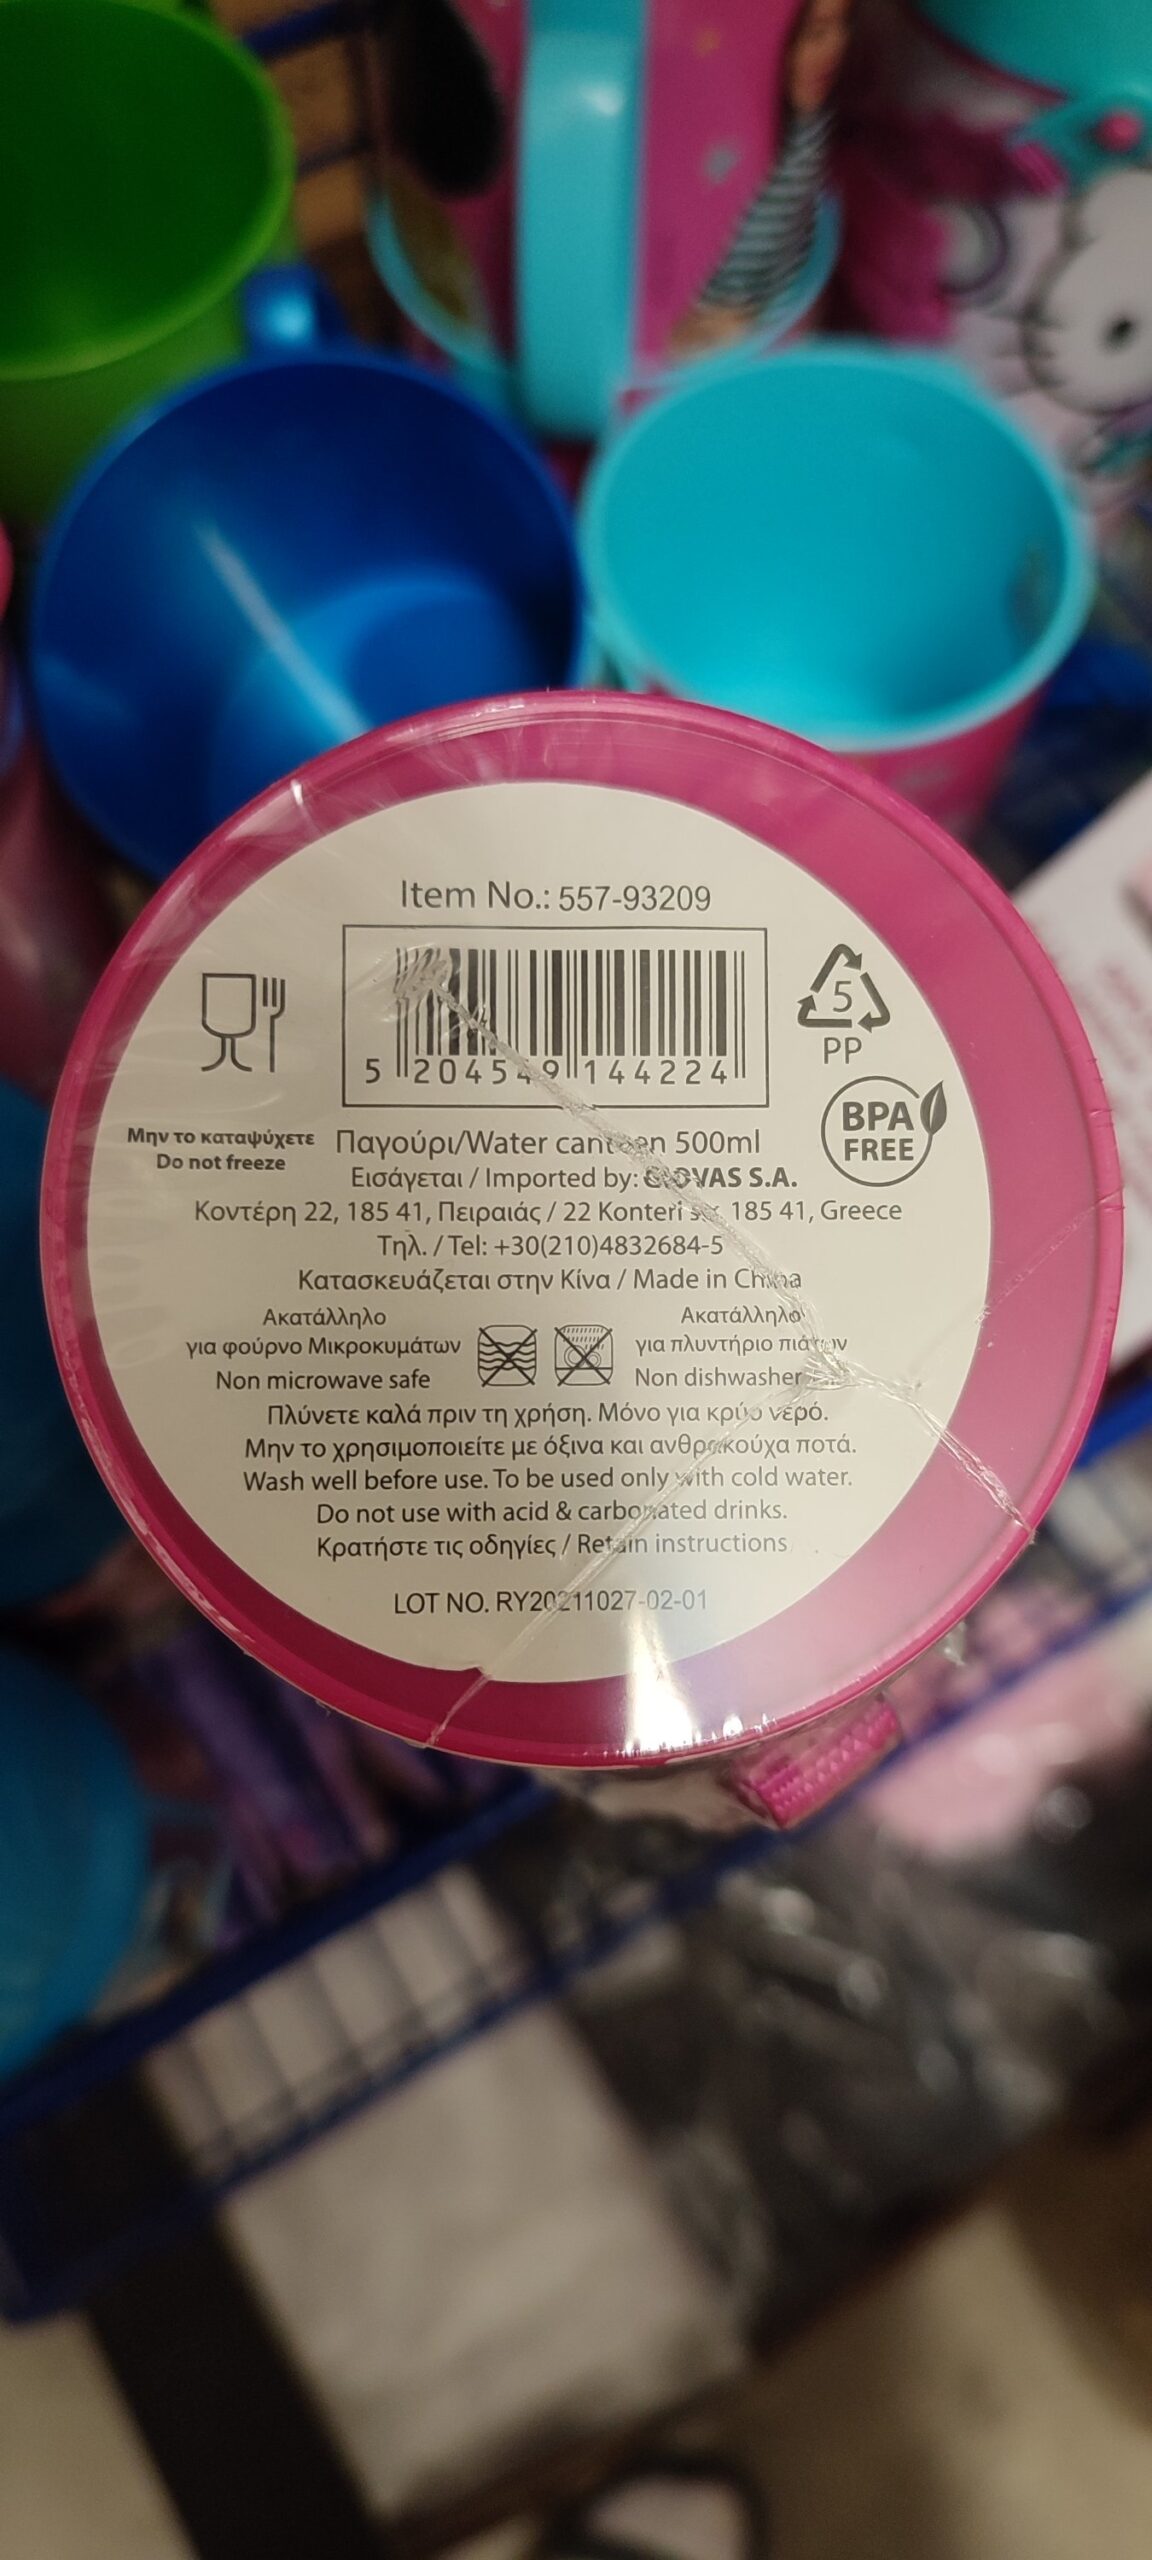 Item No.: 557-93209
5 204549 144224
5
PP
BPA
FREE
Μην το καταψύχετε
Do not freeze
Παγούρι/Water canteen 500ml
Εισάγεται / Imported by: GIOVAS S.A.
Κοντέρη 22, 185 41, Πειραιάς / 22 Konteri str. 185 41, Greece
Τηλ. / Tel: +30(210)4832684-5
Κατασκευάζεται στην Κίνα / Made in China
Ακατάλληλο
για φούρνο Μικροκυμάτων
Non microwave safe
Ακατάλληλο
για πλυντήριο πιάτων
Non dishwasher
Πλύνετε καλά πριν τη χρήση. Μόνο για κρύο νερό.
Μην το χρησιμοποιείτε με όξινα και ανθρακούχα ποτά.
Wash well before use. To be used only with cold water.
Do not use with acid & carbonated drinks.
Κρατήστε τις οδηγίες / Retain instructions
LOT NO. RY20211027-02-01